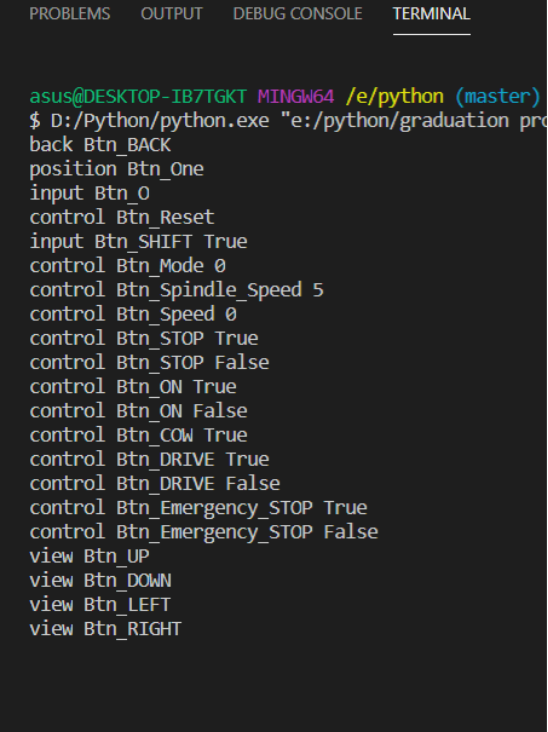 PROBLEMS OUTPUT DEBUG CONSOLE TERMINAL
asus@DESKTOP-IB7TGKT MINGW64 /e/python (master)
$ D:/Python/python.exe "e:/python/graduation pro
back Btn_BACK
position Btn_One
input Btn_O
control Btn_Reset
input Btn_SHIFT True
control Btn_Mode 0
control Btn_Spindle_Speed 5
control Btn_Speed 0
control Btn_STOP True
control Btn_STOP False
control Btn_ON True
control Btn_ON False
control Btn_COW True
control Btn_DRIVE True
control Btn_DRIVE False
control Btn_Emergency_STOP True
control Btn_Emergency_STOP False
view Btn_UP
view Btn_DOWN
view Btn_LEFT
view Btn_RIGHT